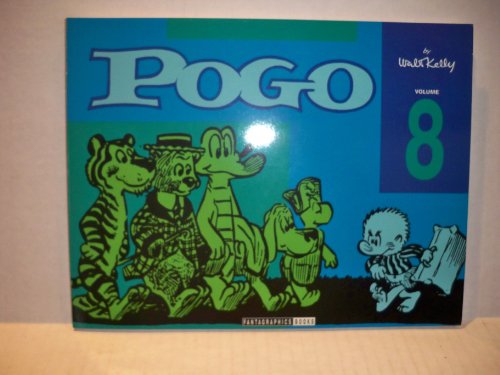 POGO
by
Walt Kelly
VOLUME
8
FANTAGRAPHICS BOOKS